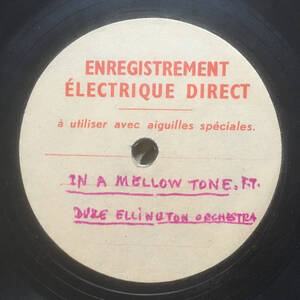 ENREGISTREMENT
ÉLECTRIQUE DIRECT
à utiliser avec aiguilles spéciales.
IN A MELLOW TONE. F.T.
DUKE ELLINGTON ORCHESTRA